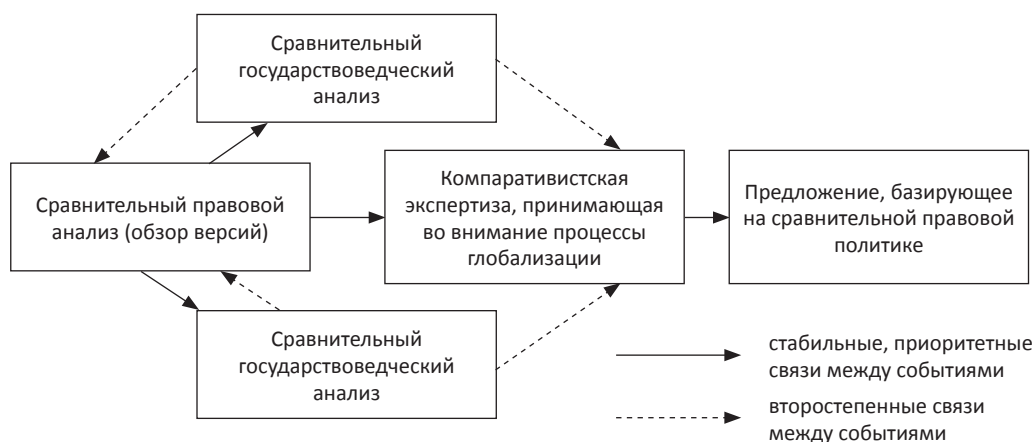 Сравнительный
государствоведческий
анализ
Сравнительный правовой
анализ (обзор версий)
Компаративистская
экспертиза, принимающая
во внимание процессы
глобализации
Предложение, базирующее
на сравнительной правовой
политике
Сравнительный
государствоведческий
анализ
стабильные, приоритетные
связи между событиями
второстепенные связи
между событиями